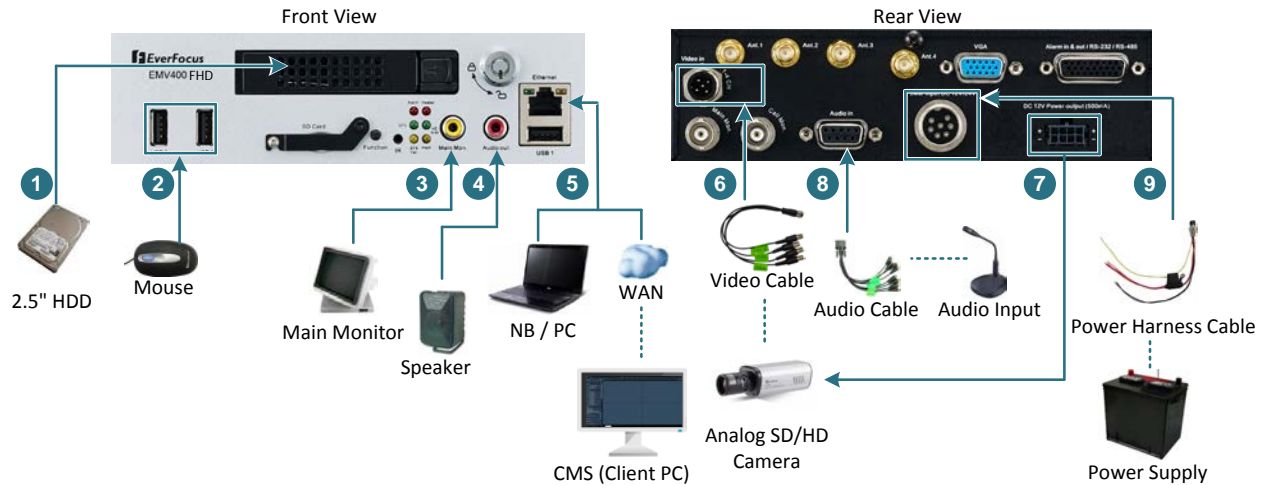 Front View
EverFocus
EMV400 FHD
SD Card
Function
Main Mon.
Audio out
Ethernet
USB 1
1
2
3
4
5
2.5" HDD
Mouse
Main Monitor
Speaker
NB / PC
WAN
CMS (Client PC)
Rear View
Ant.1
Ant.2
Ant.3
Ant.4
VGA
Alarm in & out / RS-232 / RS-485
Video in
Main Mon.
Call Mon.
Audio in
DC 12V Power output (500mA)
6
8
7
9
Video Cable
Audio Cable
Audio Input
Power Harness Cable
Analog SD/HD
Camera
Power Supply